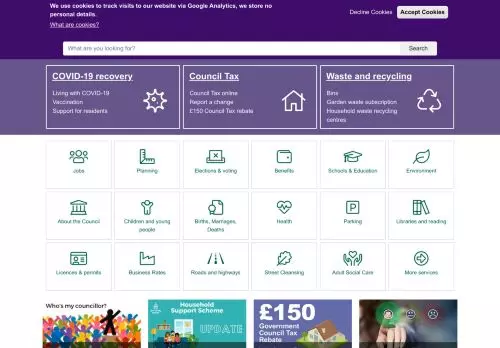 We use cookies to track visits to our website via Google Analytics, we store no
personal details.
What are cookies?
Decline Cookies
Accept Cookies
What are you looking for?
Search
COVID-19 recovery
Living with COVID-19
Vaccination
Support for residents
Council Tax
Council Tax online
Report a change
£150 Council Tax rebate
Waste and recycling
Bins
Garden waste subscription
Household waste recycling
centres
Jobs
Planning
Elections & voting
Benefits
Schools & Education
Environment
About the Council
Children and young
people
Births, Marriages,
Deaths
Health
Parking
Libraries and reading
Licences & permits
Business Rates
Roads and highways
Street Cleansing
Adult Social Care
More services
Who's my councillor?
Household
Support Scheme
UPDATE
£150
Government
Council Tax
Rebate